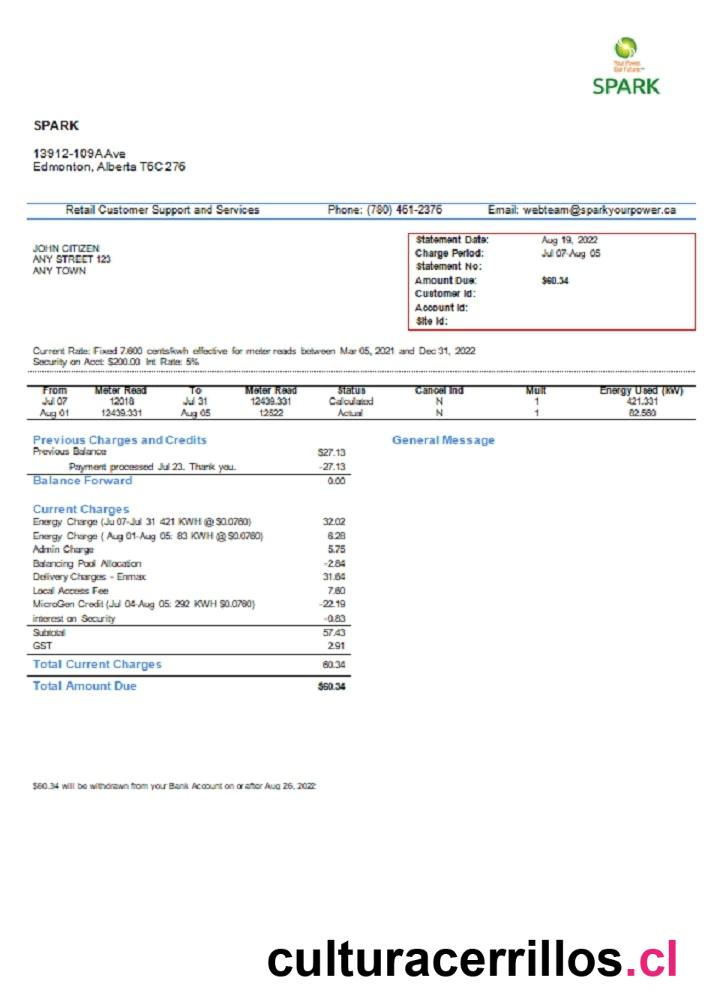 Your Power.
Our Future.™
SPARK
SPARK
13912-109AAve
Edmonton, Alberta T6C276
Retail Customer Support and Services Phone: (780) 461-2376 Email: webteam@sparkyourpower.ca
JOHN CITIZEN
ANY STREET 123
ANY TOWN
Statement Date: Aug 19, 2022
Charge Period: Jul 07-Aug 05
Statement No:
Amount Due: $60.34
Customer Id:
Account Id:
Site Id:
Current Rate: Fixed 7.600 cents/kwh effective for meter reads between Mar 05, 2021 and Dec 31, 2022
Security on Acct: $200.00 Int Rate: 5%
From Meter Read To Meter Read Status Cancel Ind Mult Energy Used (kW)
Jul 07 12018 Jul 31 12439.331 Calculated N 1 421.331
Aug 01 12439.331 Aug 05 12522 Actual N 1 82.580
Previous Charges and Credits
Previous Balance $27.13
Payment processed Jul 23. Thank you. -27.13
Balance Forward 0.00
General Message
Current Charges
Energy Charge (Ju 07-Jul 31 421 KWH @ $0.0760) 32.02
Energy Charge ( Aug 01-Aug 05: 83 KWH @ $0.0760) 6.28
Admin Charge 5.75
Balancing Pool Allocation -2.84
Delivery Charges - Enmax 31.64
Local Access Fee 7.60
MicroGen Credit (Jul 04-Aug 05: 292 KWH $0.0760) -22.19
interest on Security -0.83
Subtotal 57.43
GST 2.91
Total Current Charges 60.34
Total Amount Due $60.34
$60.34 will be withdrawn from your Bank Account on or after Aug 26, 2022
culturacerrillos.cl